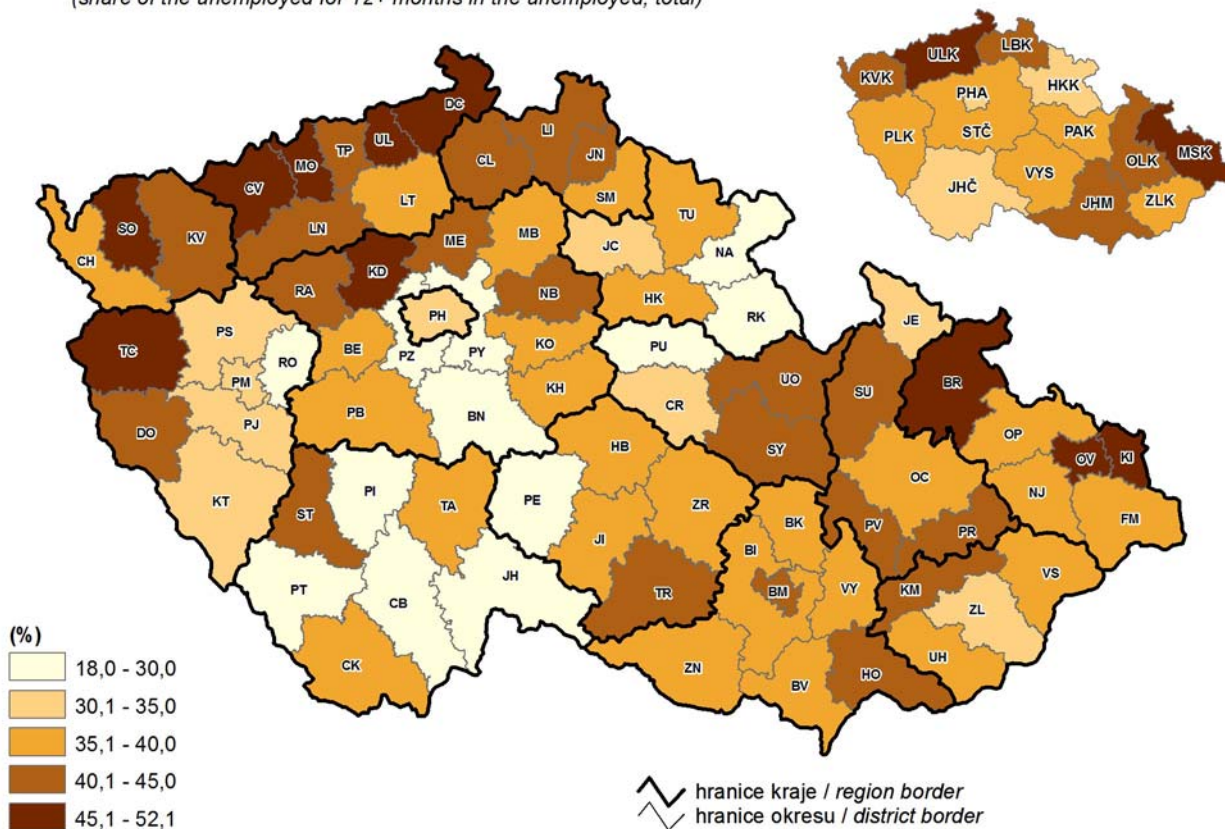 (share of the unemployed for 12+ months in the unemployed, total)
ULK
LBK
KVK
HKK
PHA
PLK
STČ
PAK
MSK
OLK
VYS
JHČ
JHM
ZLK
DC
UL
LI
TP
MO
CL
JN
CV
LT
SM
SO
KV
LN
TU
ME
MB
CH
JC
NA
KD
RA
NB
HK
PH
RK
JE
PS
TC
RO
BE
PZ
PY
KO
PU
UO
PM
KH
SU
BR
PB
BN
CR
DO
PJ
OP
SY
HB
OV
KI
KT
PI
OC
ST
TA
PE
ZR
NJ
FM
BK
PV
PR
JI
BI
JH
PT
TR
BM
VY
KM
VS
CB
ZL
CK
ZN
BV
HO
UH
(%)
18,0 - 30,0
30,1 - 35,0
35,1 - 40,0
40,1 - 45,0
45,1 - 52,1
hranice kraje / region border
hranice okresu / district border